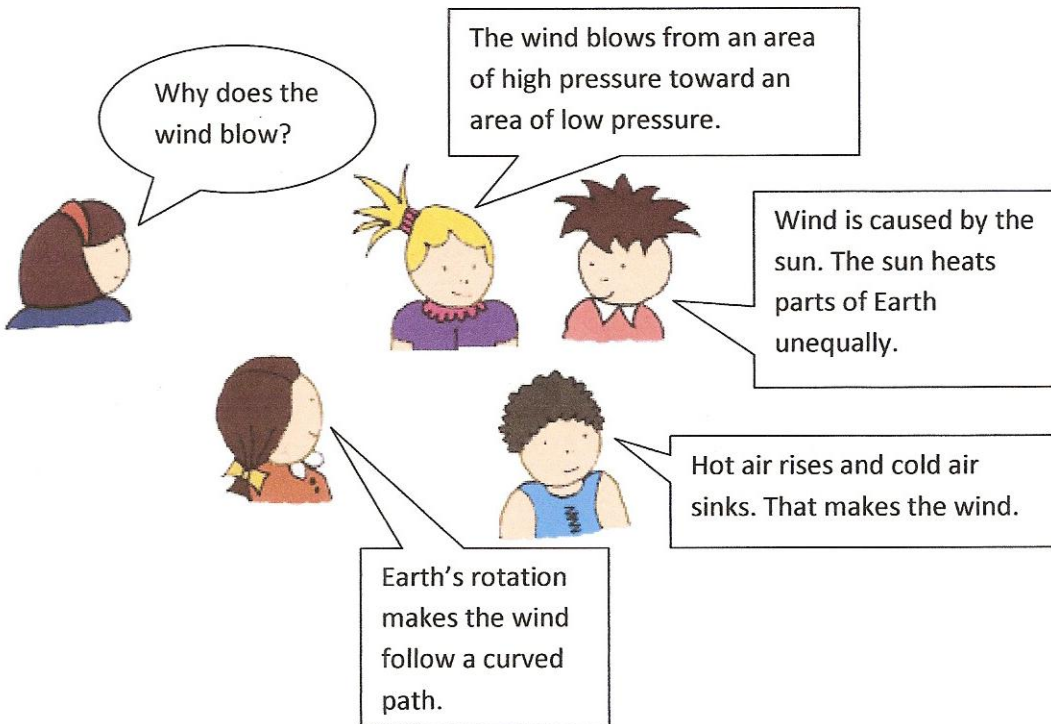 Why does the
wind blow?
The wind blows from an area
of high pressure toward an
area of low pressure.
Wind is caused by the
sun. The sun heats
parts of Earth
unequally.
Hot air rises and cold air
sinks. That makes the wind.
Earth’s rotation
makes the wind
follow a curved
path.